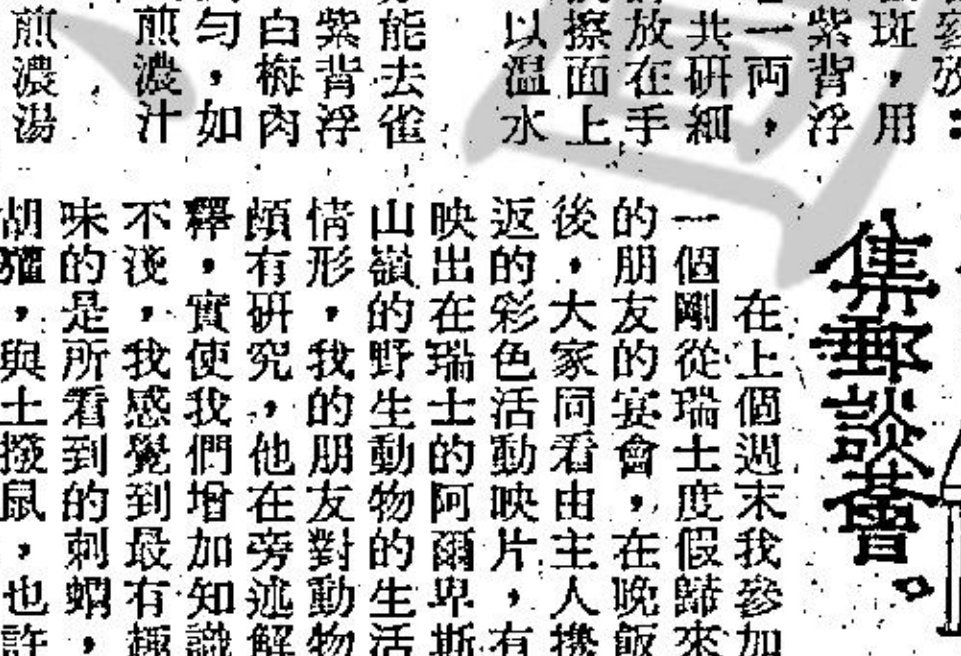 斑，用
紫背浮
一兩，
共研細
放在手
擦面上
以溫水
能去雀
紫背浮
白梅肉
勻，如
煎濃汁
煎濃湯
集郵談薈。
在上個週末我參加
一個剛從瑞士度假歸來
的朋友的宴會，在晚飯
後，大家同看由主人攜
返的彩色活動映片，有
映出在瑞士的阿爾卑斯
山嶺的野生動物的生活
情形，我的朋友對動物
頗有研究，他在旁述解
釋，實使我們增加知識
不淺，我感覺到最有趣
味的是所看到的刺蝟，
胡獾，與土撥鼠，也許